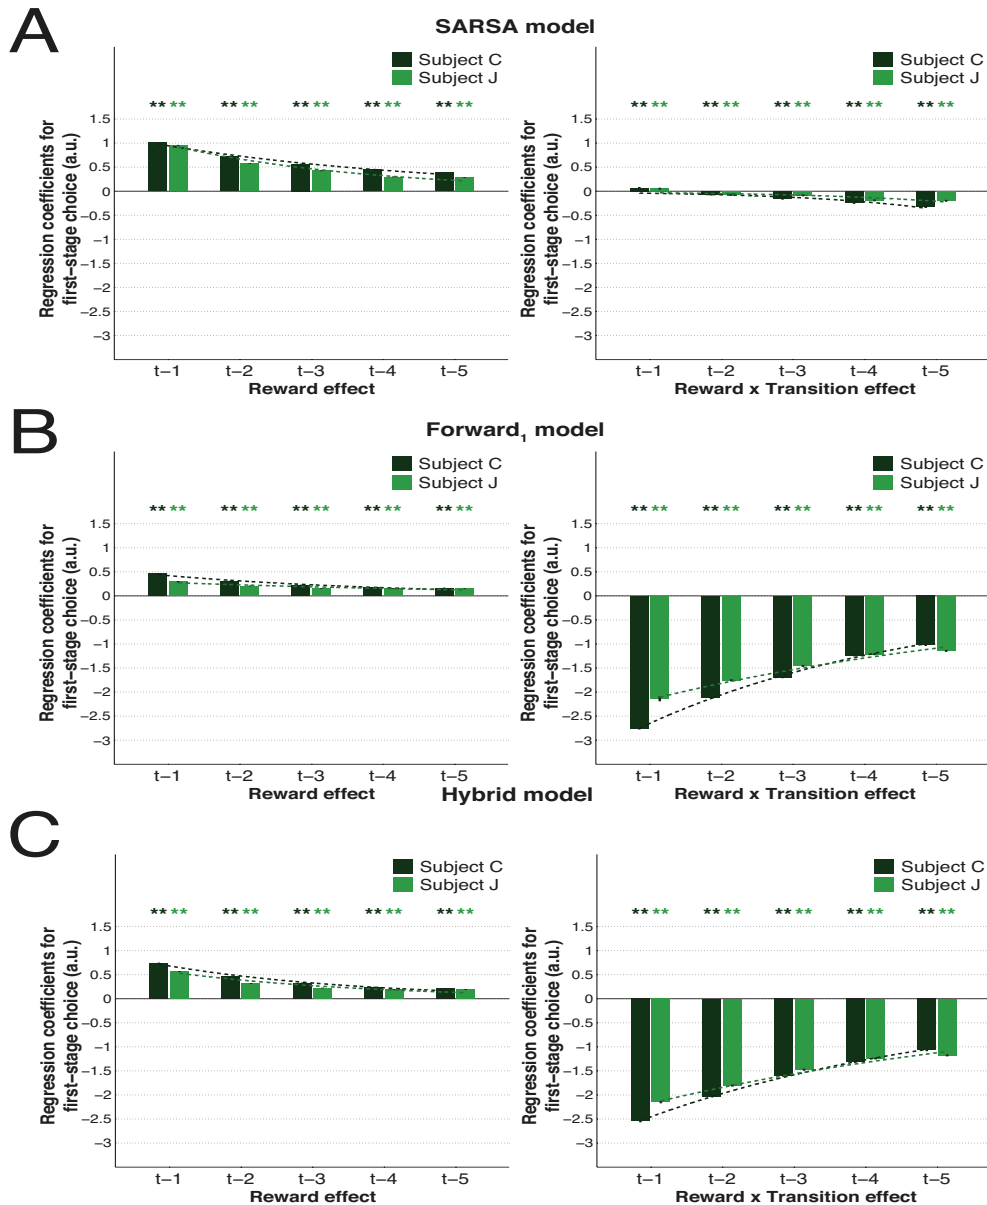 A
SARSA model
Subject C
Subject J
** ** ** ** ** ** ** ** ** **
1.5
1
0.5
0
−0.5
−1
−1.5
−2
−2.5
−3
Regression coefficients for
first−stage choice (a.u.)
t−1 t−2 t−3 t−4 t−5
Reward effect
Subject C
Subject J
** ** ** ** ** ** ** ** ** **
1.5
1
0.5
0
−0.5
−1
−1.5
−2
−2.5
−3
Regression coefficients for
first−stage choice (a.u.)
t−1 t−2 t−3 t−4 t−5
Reward x Transition effect
B
Forward1 model
Subject C
Subject J
** ** ** ** ** ** ** ** ** **
1.5
1
0.5
0
−0.5
−1
−1.5
−2
−2.5
−3
Regression coefficients for
first−stage choice (a.u.)
t−1 t−2 t−3 t−4 t−5
Reward effect
Subject C
Subject J
** ** ** ** ** ** ** ** ** **
1.5
1
0.5
0
−0.5
−1
−1.5
−2
−2.5
−3
Regression coefficients for
first−stage choice (a.u.)
t−1 t−2 t−3 t−4 t−5
Reward x Transition effect
C
Hybrid model
Subject C
Subject J
** ** ** ** ** ** ** ** ** **
1.5
1
0.5
0
−0.5
−1
−1.5
−2
−2.5
−3
Regression coefficients for
first−stage choice (a.u.)
t−1 t−2 t−3 t−4 t−5
Reward effect
Subject C
Subject J
** ** ** ** ** ** ** ** ** **
1.5
1
0.5
0
−0.5
−1
−1.5
−2
−2.5
−3
Regression coefficients for
first−stage choice (a.u.)
t−1 t−2 t−3 t−4 t−5
Reward x Transition effect